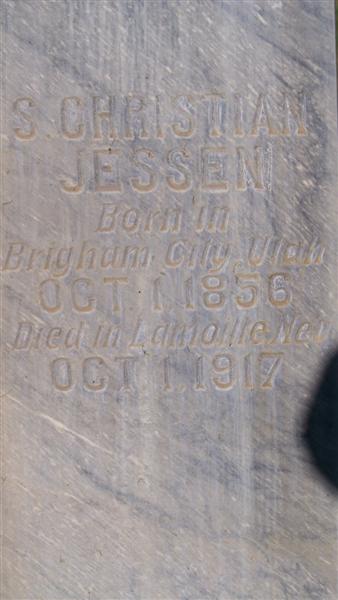 S. CHRISTIAN
JESSEN
Born in
Brigham City, Utah
OCT. 1, 1856
Died in Lamoille, Nev
OCT. 1, 1917